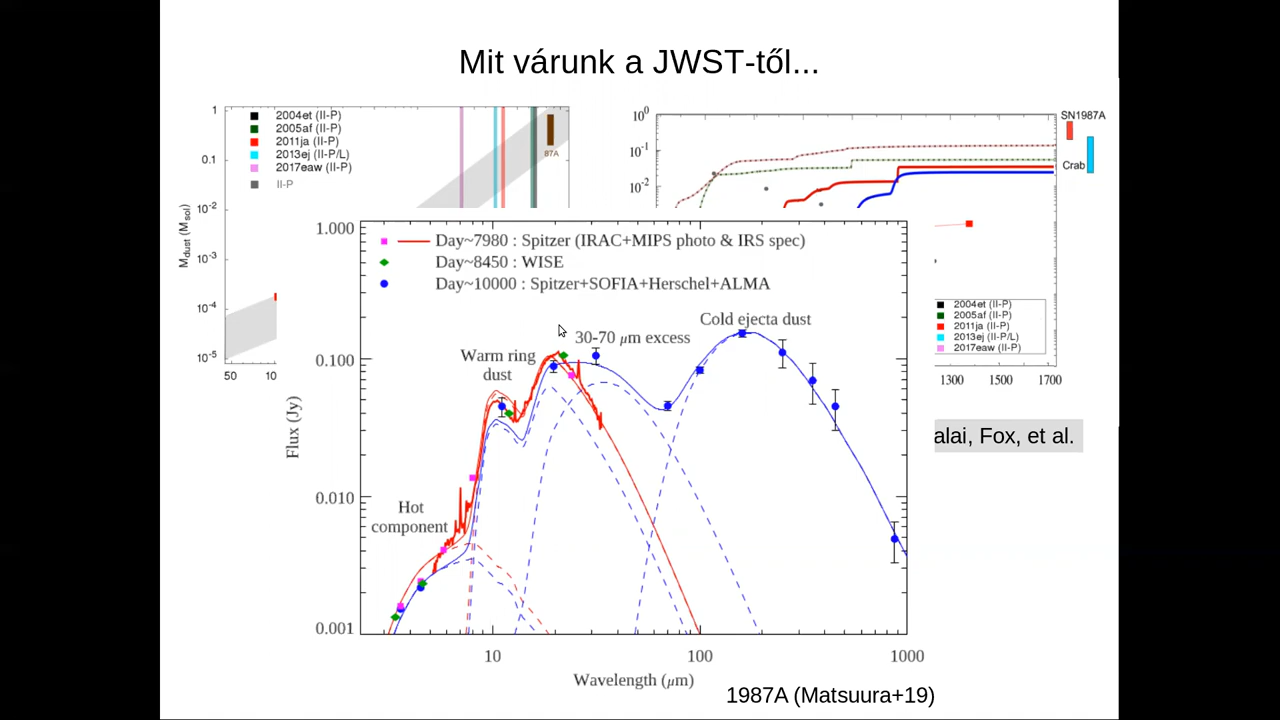 Mit várunk a JWST-től...
1
0.1
10-2
10-3
10-4
10-5
Mdust (Msol)
2004et (II-P)
2005af (II-P)
2011ja (II-P)
2013ej (II-P/L)
2017eaw (II-P)
II-P
87A
50
10
100
10-1
10-2
SN1987A
Crab
2004et (II-P)
2005af (II-P)
2011ja (II-P)
2013ej (II-P/L)
2017eaw (II-P)
1300 1500 1700
alai, Fox, et al.
Day~7980 : Spitzer (IRAC+MIPS photo & IRS spec)
Day~8450 : WISE
Day~10000 : Spitzer+SOFIA+Herschel+ALMA
Cold ejecta dust
30-70 μm excess
Warm ring
dust
Hot
component
1.000
0.100
0.010
0.001
Flux (Jy)
10 100 1000
Wavelength (μm)
1987A (Matsuura+19)